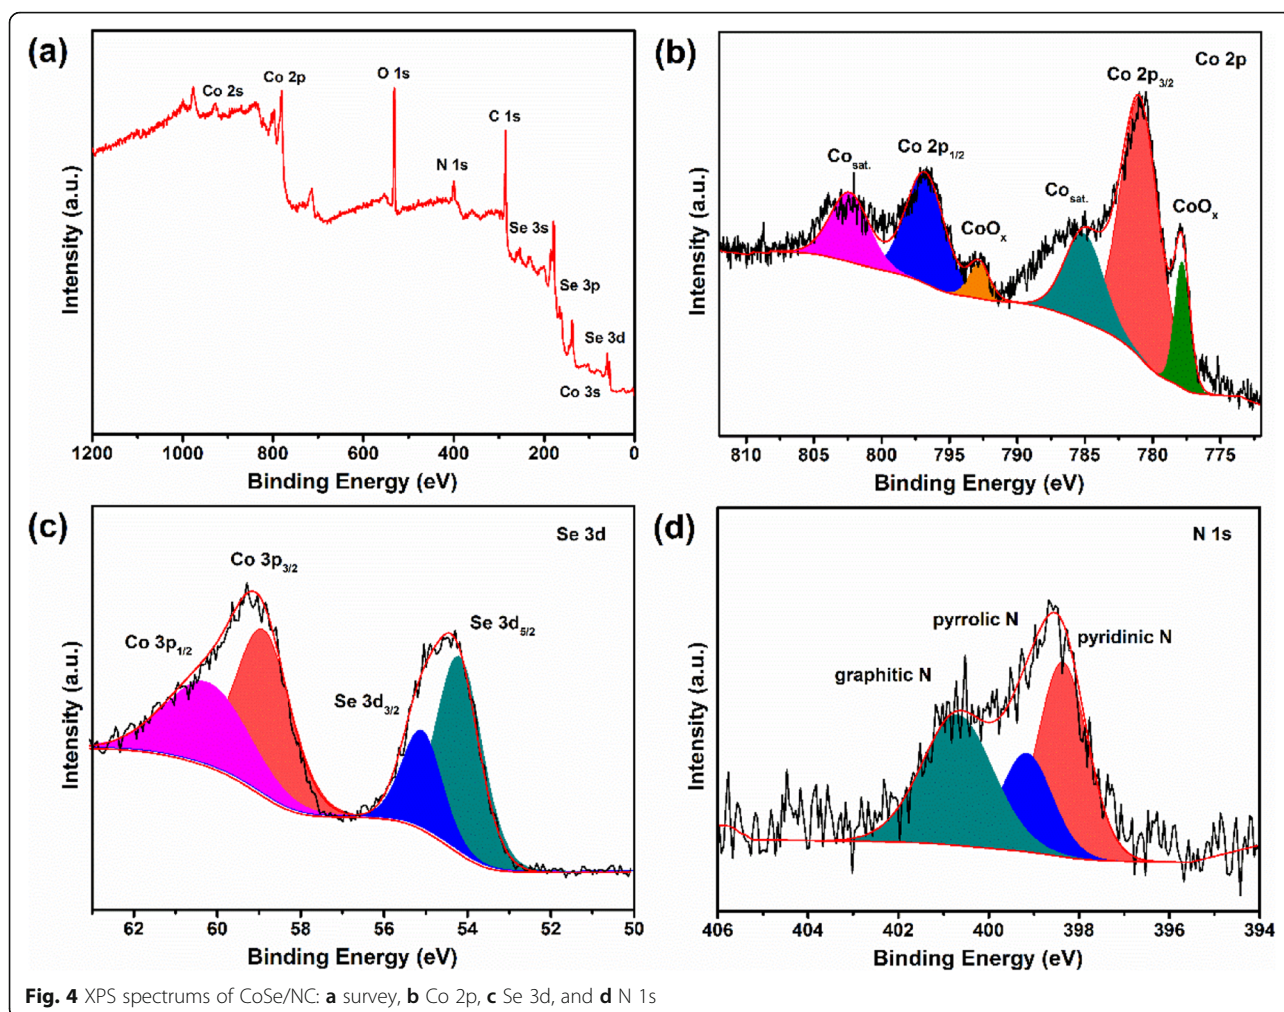 (a)
Co 2s
Co 2p
O 1s
N 1s
C 1s
Se 3s
Se 3p
Se 3d
Co 3s
Intensity (a.u.)
1200 1000 800 600 400 200 0
Binding Energy (eV)
(b)
Co 2p
Co 2p3/2
Co 2p1/2
Cosat.
CoOx
Cosat.
CoOx
Intensity (a.u.)
810 805 800 795 790 785 780 775
Binding Energy (eV)
(c)
Se 3d
Co 3p3/2
Co 3p1/2
Se 3d5/2
Se 3d3/2
Intensity (a.u.)
62 60 58 56 54 52 50
Binding Energy (eV)
(d)
N 1s
pyrrolic N
pyridinic N
graphitic N
Intensity (a.u.)
406 404 402 400 398 396 394
Binding Energy (eV)
Fig. 4 XPS spectrums of CoSe/NC: a survey, b Co 2p, c Se 3d, and d N 1s